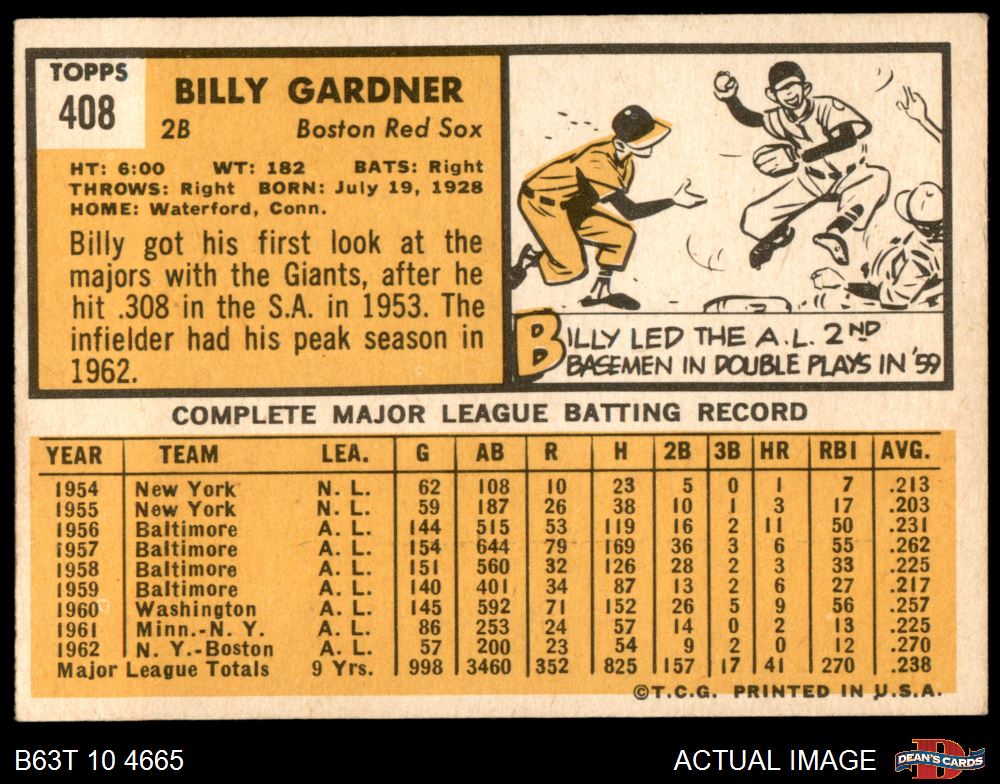 TOPPS
408
BILLY GARDNER
2B Boston Red Sox
HT: 6:00 WT: 182 BATS: Right
THROWS: Right BORN: July 19, 1928
HOME: Waterford, Conn.
Billy got his first look at the
majors with the Giants, after he
hit .308 in the S.A. in 1953. The
infielder had his peak season in
1962.
BILLY LED THE A.L. 2ND
BASEMEN IN DOUBLE PLAYS IN '59
COMPLETE MAJOR LEAGUE BATTING RECORD
YEAR TEAM LEA. G AB R H 2B 3B HR RBI AVG.
1954 New York N. L. 62 108 10 23 5 0 1 7 .213
1955 New York N. L. 59 187 26 38 10 1 3 17 .203
1956 Baltimore A. L. 144 515 53 119 16 2 11 50 .231
1957 Baltimore A. L. 154 644 79 169 36 3 6 55 .262
1958 Baltimore A. L. 151 560 32 126 28 2 3 33 .225
1959 Baltimore A. L. 140 401 34 87 13 2 6 27 .217
1960 Washington A. L. 145 592 71 152 26 5 9 56 .257
1961 Minn.-N. Y. A. L. 86 253 24 57 14 0 2 13 .225
1962 N. Y.-Boston A. L. 57 200 23 54 9 2 0 12 .270
Major League Totals 9 Yrs. 998 3460 352 825 157 17 41 270 .238
©T.C.G. PRINTED IN U.S.A.
B63T 10 4665 ACTUAL IMAGE
D
DEAN'S CARDS